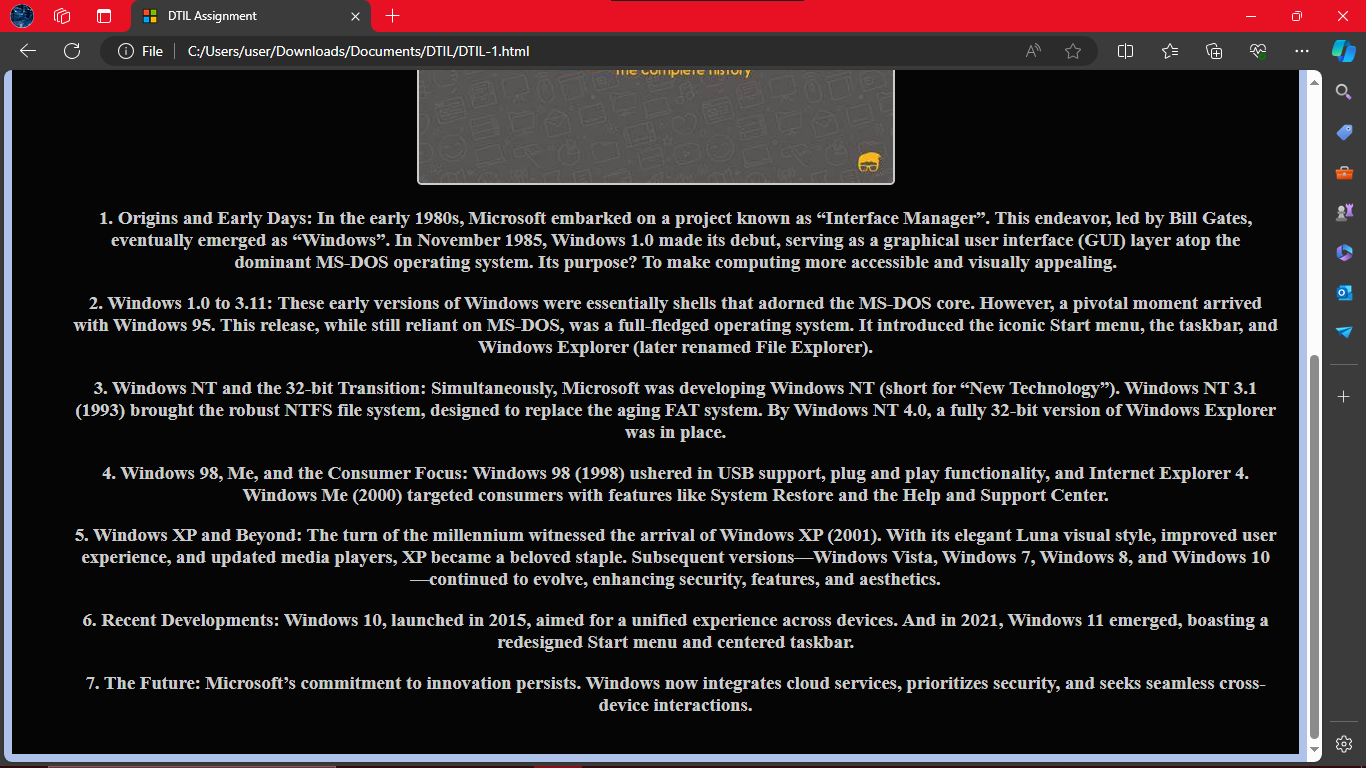 DTIL Assignment
File
C:/Users/user/Downloads/Documents/DTIL/DTIL-1.html
The complete history
1. Origins and Early Days: In the early 1980s, Microsoft embarked on a project known as “Interface Manager”. This endeavor, led by Bill Gates,
eventually emerged as “Windows”. In November 1985, Windows 1.0 made its debut, serving as a graphical user interface (GUI) layer atop the
dominant MS-DOS operating system. Its purpose? To make computing more accessible and visually appealing.
2. Windows 1.0 to 3.11: These early versions of Windows were essentially shells that adorned the MS-DOS core. However, a pivotal moment arrived
with Windows 95. This release, while still reliant on MS-DOS, was a full-fledged operating system. It introduced the iconic Start menu, the taskbar, and
Windows Explorer (later renamed File Explorer).
3. Windows NT and the 32-bit Transition: Simultaneously, Microsoft was developing Windows NT (short for “New Technology”). Windows NT 3.1
(1993) brought the robust NTFS file system, designed to replace the aging FAT system. By Windows NT 4.0, a fully 32-bit version of Windows Explorer
was in place.
4. Windows 98, Me, and the Consumer Focus: Windows 98 (1998) ushered in USB support, plug and play functionality, and Internet Explorer 4.
Windows Me (2000) targeted consumers with features like System Restore and the Help and Support Center.
5. Windows XP and Beyond: The turn of the millennium witnessed the arrival of Windows XP (2001). With its elegant Luna visual style, improved user
experience, and updated media players, XP became a beloved staple. Subsequent versions—Windows Vista, Windows 7, Windows 8, and Windows 10
—continued to evolve, enhancing security, features, and aesthetics.
6. Recent Developments: Windows 10, launched in 2015, aimed for a unified experience across devices. And in 2021, Windows 11 emerged, boasting a
redesigned Start menu and centered taskbar.
7. The Future: Microsoft’s commitment to innovation persists. Windows now integrates cloud services, prioritizes security, and seeks seamless cross-
device interactions.